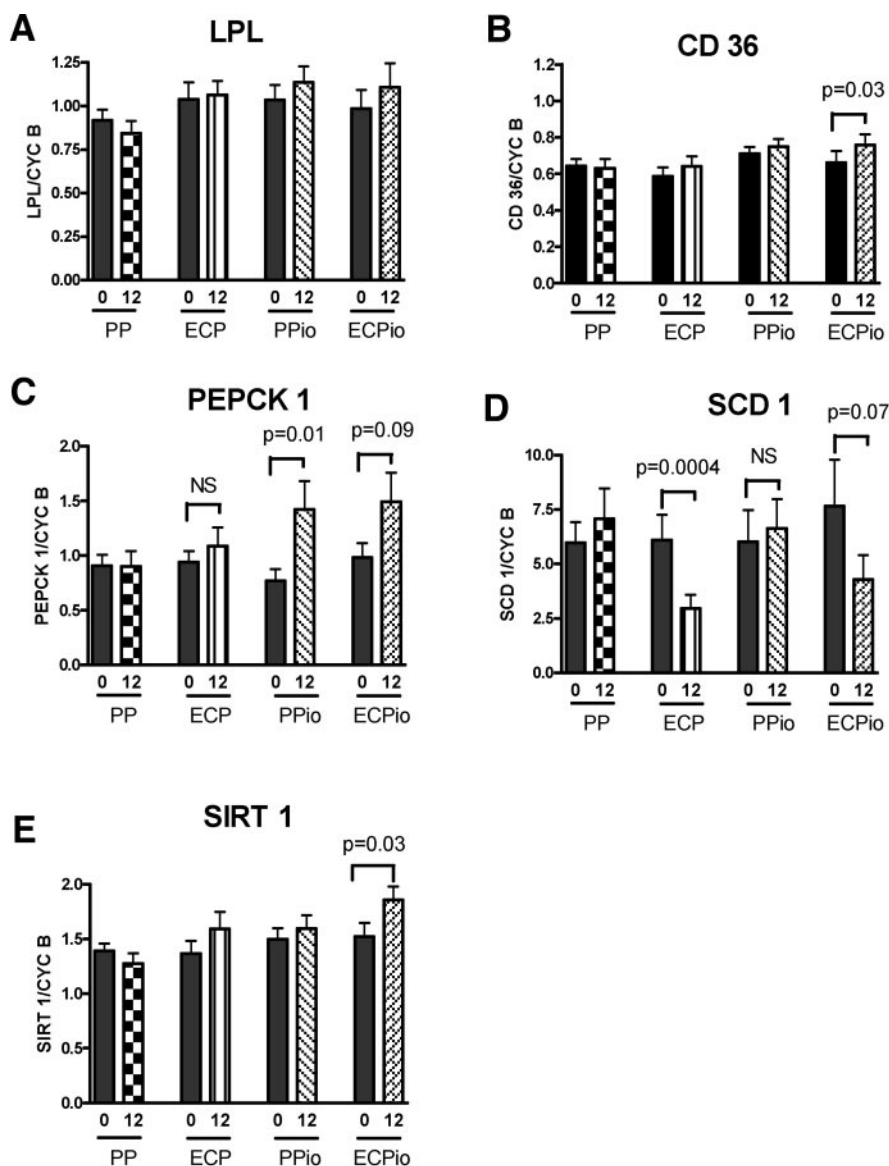 A
LPL
LPL/CYC B
1.25
1.00
0.75
0.50
0.25
0.00
0 12 0 12 0 12 0 12
PP ECP PPio ECPio
B
CD 36
p=0.03
CD 36/CYC B
1.2
1.0
0.8
0.6
0.4
0.2
0.0
0 12 0 12 0 12 0 12
PP ECP PPio ECPio
C
PEPCK 1
p=0.01 p=0.09
NS
PEPCK 1/CYC B
2.0
1.5
1.0
0.5
0.0
0 12 0 12 0 12 0 12
PP ECP PPio ECPio
D
SCD 1
p=0.07
p=0.0004 NS
SCD 1/CYC B
10.0
7.5
5.0
2.5
0.0
0 12 0 12 0 12 0 12
PP ECP PPio ECPio
E
SIRT 1
p=0.03
SIRT 1/CYC B
2.0
1.5
1.0
0.5
0.0
0 12 0 12 0 12 0 12
PP ECP PPio ECPio